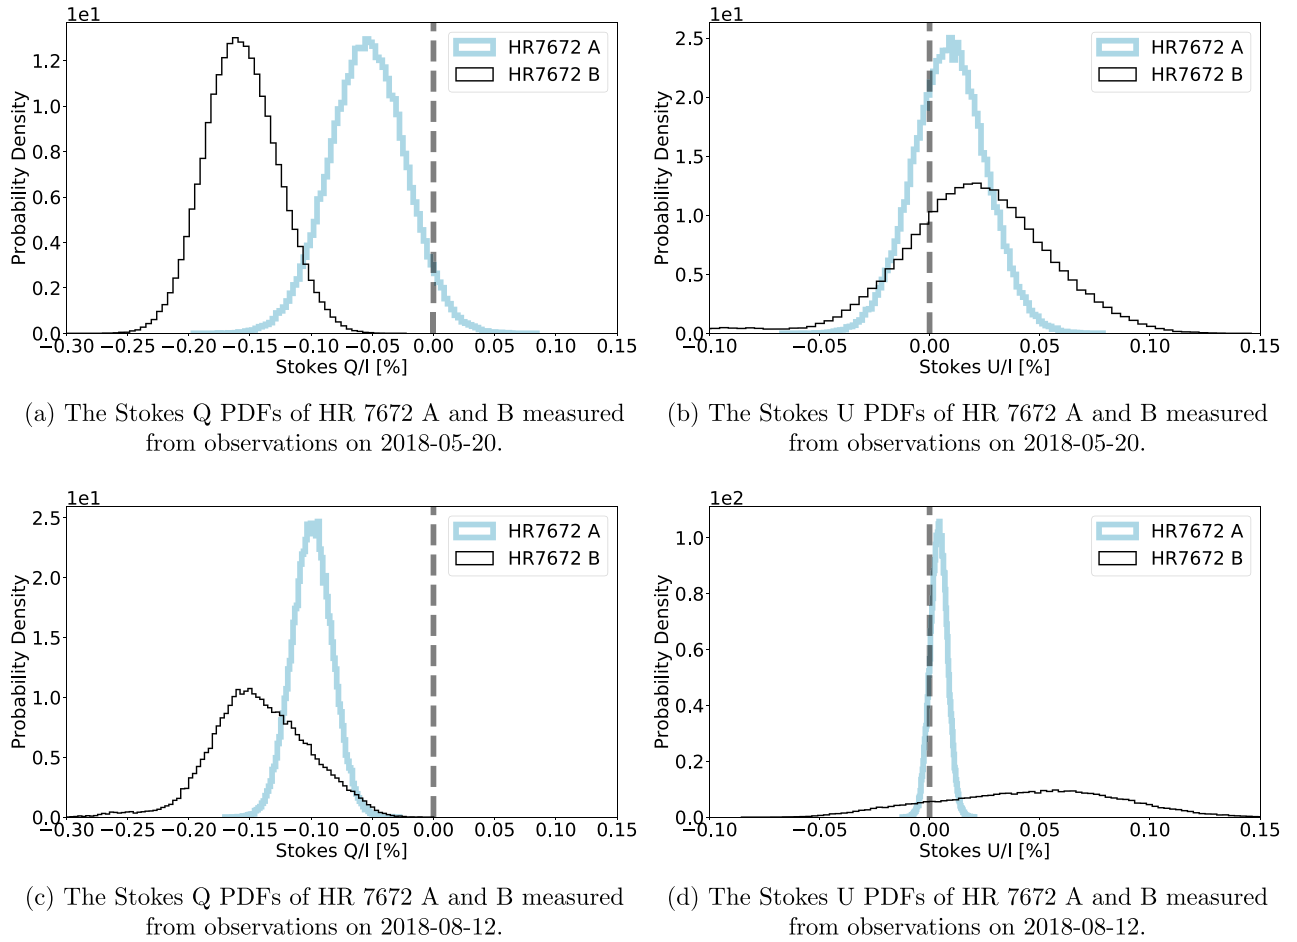 1e1
HR7672 A
HR7672 B
Probability Density
1.2
1.0
0.8
0.6
0.4
0.2
0.0
−0.30 −0.25 −0.20 −0.15 −0.10 −0.05 0.00 0.05 0.10 0.15
Stokes Q/I [%]
(a) The Stokes Q PDFs of HR 7672 A and B measured
from observations on 2018-05-20.
1e1
HR7672 A
HR7672 B
Probability Density
2.5
2.0
1.5
1.0
0.5
0.0
−0.10 −0.05 0.00 0.05 0.10 0.15
Stokes U/I [%]
(b) The Stokes U PDFs of HR 7672 A and B measured
from observations on 2018-05-20.
1e1
HR7672 A
HR7672 B
Probability Density
2.5
2.0
1.5
1.0
0.5
0.0
−0.30 −0.25 −0.20 −0.15 −0.10 −0.05 0.00 0.05 0.10 0.15
Stokes Q/I [%]
(c) The Stokes Q PDFs of HR 7672 A and B measured
from observations on 2018-08-12.
1e2
HR7672 A
HR7672 B
Probability Density
1.0
0.8
0.6
0.4
0.2
0.0
−0.10 −0.05 0.00 0.05 0.10 0.15
Stokes U/I [%]
(d) The Stokes U PDFs of HR 7672 A and B measured
from observations on 2018-08-12.